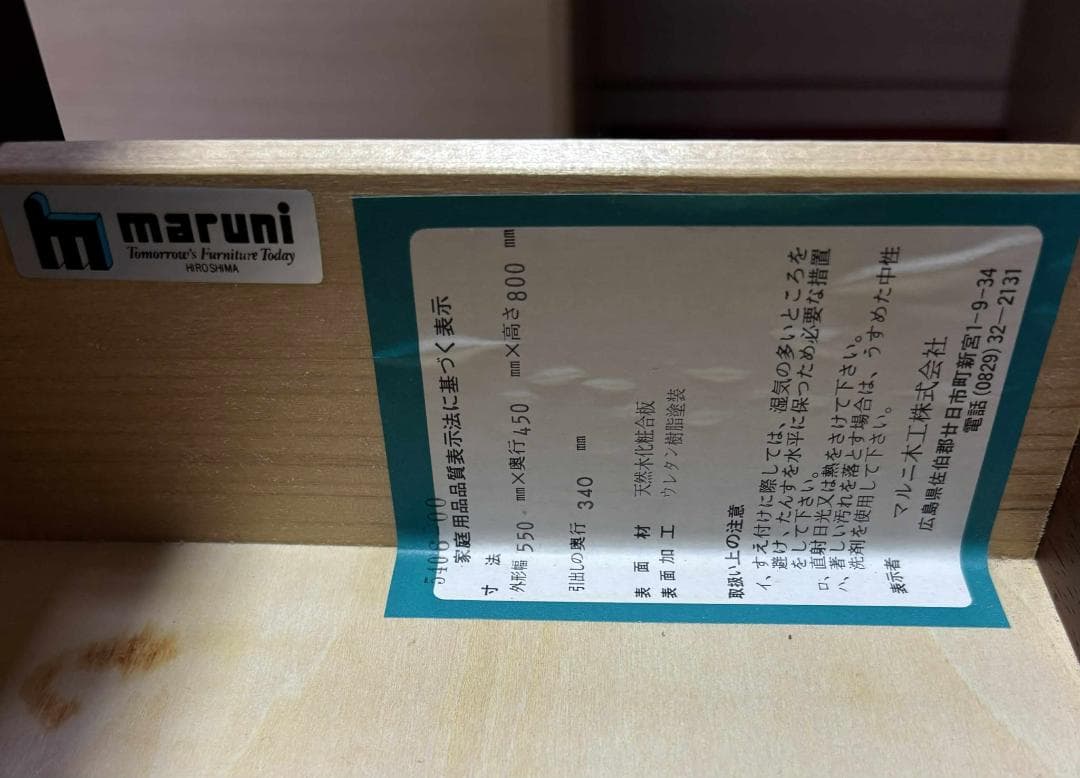 maruni
Tomorrow's Furniture Today
HIROSHIMA
5406-00
家庭用品品質表示法に基づく表示
寸法
外形幅 550 mm×奥行 450 mm×高さ 800 mm
引出しの奥行 340 mm
表面材 天然木化粧合板
表面加工 ウレタン樹脂塗装
取扱い上の注意
イ、すえ付けに際しては、湿気の多いところを
避け たんすを水平に保つため必要な措置
をして下さい。
ロ、直射日光又は熱をさけて下さい。
ハ、著しい汚れを落とす場合は、うすめた中性
洗剤を使用して下さい。
表示者 マルニ木工株式会社
広島県佐伯郡廿日市町新宮1-9-34
電話(0829)32-2131